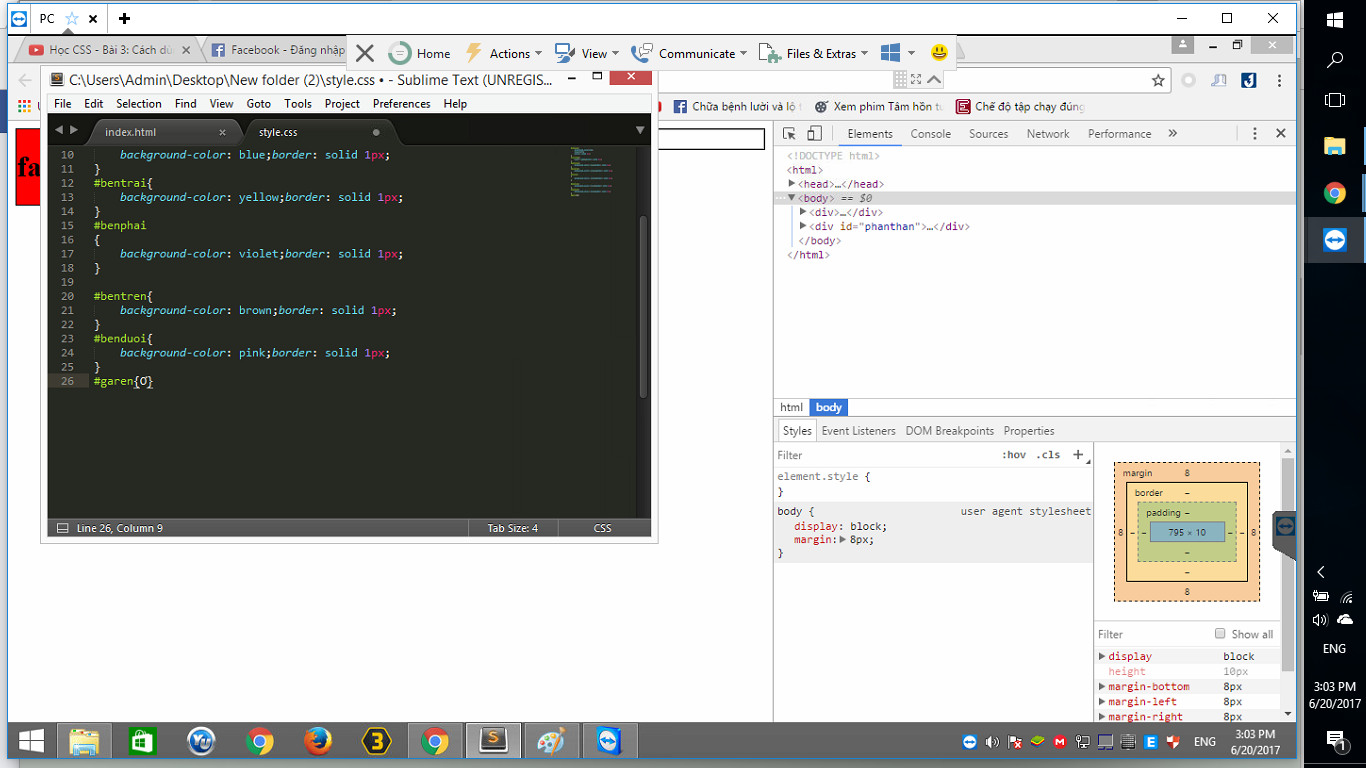 PC
Học CSS - Bài 3: Cách dù
Facebook - Đăng nhập
Home
Actions
View
Communicate
Files & Extras
C:\Users\Admin\Desktop\New folder (2)\style.css • - Sublime Text (UNREGIS...
File Edit Selection Find View Goto Tools Project Preferences Help
Chữa bệnh lười và lộ t
Xem phim Tâm hồn tu
Chế độ tập chạy đúng
index.html
style.css
10 background-color: blue;border: solid 1px;
11 }
12 #bentrai{
13 background-color: yellow;border: solid 1px;
14 }
15 #benphai
16 {
17 background-color: violet;border: solid 1px;
18 }
19
20 #bentren{
21 background-color: brown;border: solid 1px;
22 }
23 #benduoi{
24 background-color: pink;border: solid 1px;
25 }
26 #garen{Ơ}
Line 26, Column 9
Tab Size: 4
CSS
fa
Elements Console Sources Network Performance »
<!DOCTYPE html>
<html>
<head>…</head>
<body> == $0
<div>…</div>
<div id="phanthan">…</div>
</body>
</html>
html body
Styles Event Listeners DOM Breakpoints Properties
Filter :hov .cls +
element.style {
}
body { user agent stylesheet
display: block;
margin: 8px;
}
margin 8
border –
padding –
8 – – 795 × 10 – – 8
–
–
8
Filter Show all
display block
height 10px
margin-bottom 8px
margin-left 8px
margin-right 8px
ENG
3:03 PM
6/20/2017
ENG
3:03 PM
6/20/2017
1